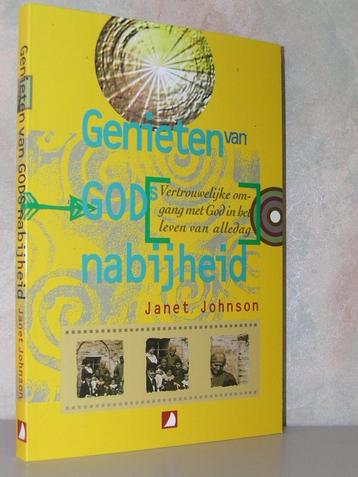 Genieten van GODs nabijheid Janet Johnson
Genieten van
GODs
Vertrouwelijke om-
gang met God in het
leven van alledag
nabijheid
Janet Johnson